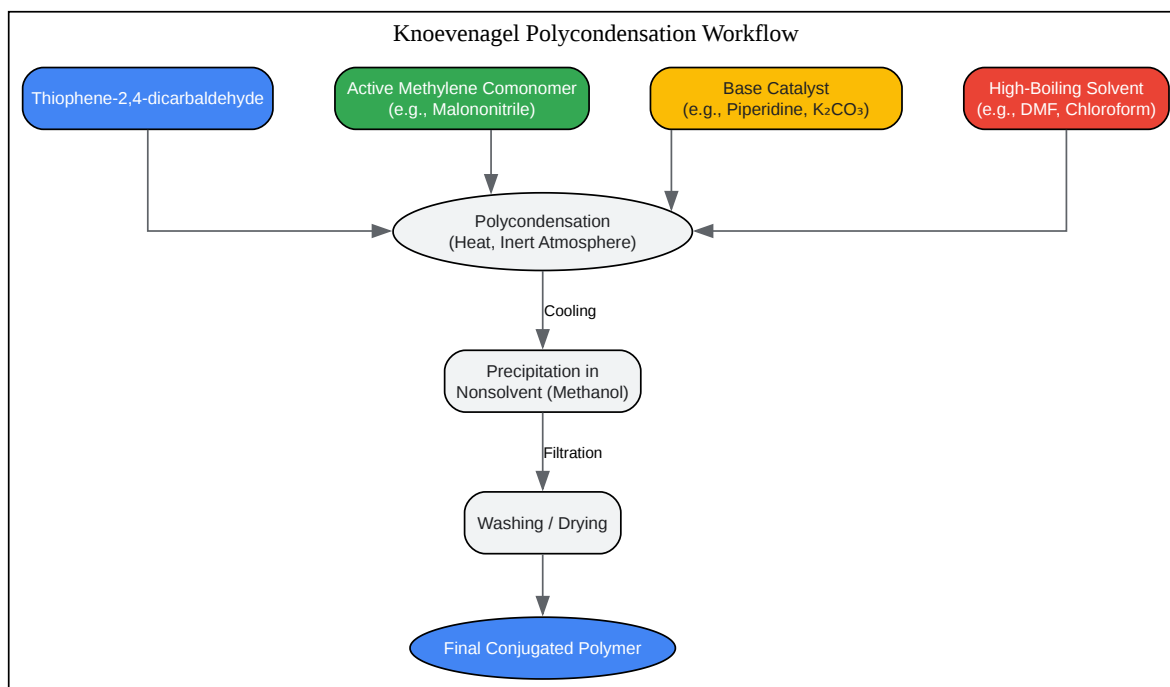 Knoevenagel Polycondensation Workflow
Thiophene-2,4-dicarbaldehyde
Active Methylene Comonomer
(e.g., Malononitrile)
Base Catalyst
(e.g., Piperidine, K₂CO₃)
High-Boiling Solvent
(e.g., DMF, Chloroform)
Polycondensation
(Heat, Inert Atmosphere)
Cooling
Precipitation in
Nonsolvent (Methanol)
Filtration
Washing / Drying
Final Conjugated Polymer